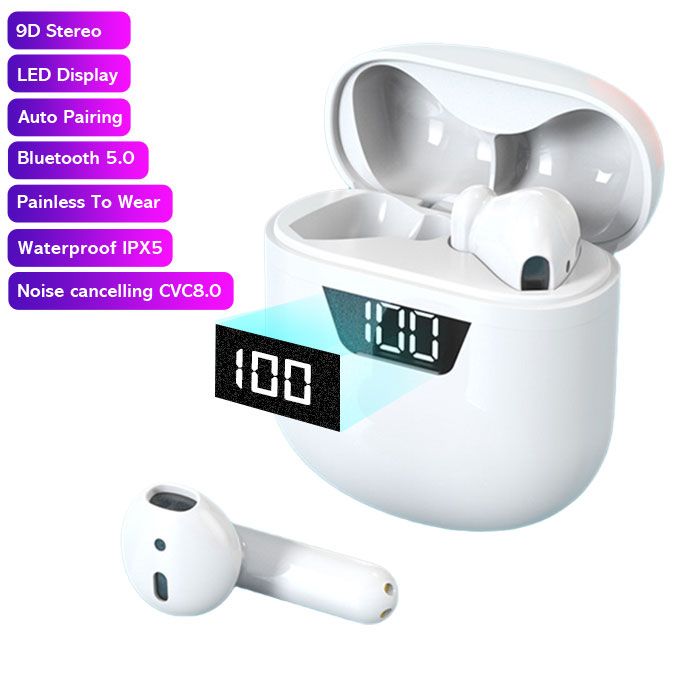 9D Stereo
LED Display
Auto Pairing
Bluetooth 5.0
Painless To Wear
Waterproof IPX5
Noise cancelling CVC8.0
100
100